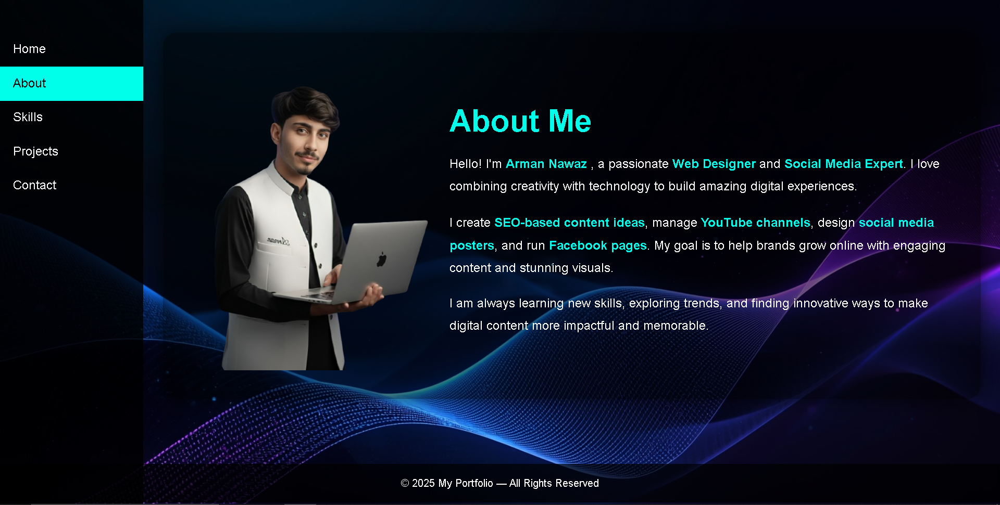 Home
About
Skills
Projects
Contact
About Me
Hello! I'm Arman Nawaz , a passionate Web Designer and Social Media Expert. I love
combining creativity with technology to build amazing digital experiences.
I create SEO-based content ideas, manage YouTube channels, design social media
posters, and run Facebook pages. My goal is to help brands grow online with engaging
content and stunning visuals.
I am always learning new skills, exploring trends, and finding innovative ways to make
digital content more impactful and memorable.
Arman
© 2025 My Portfolio — All Rights Reserved